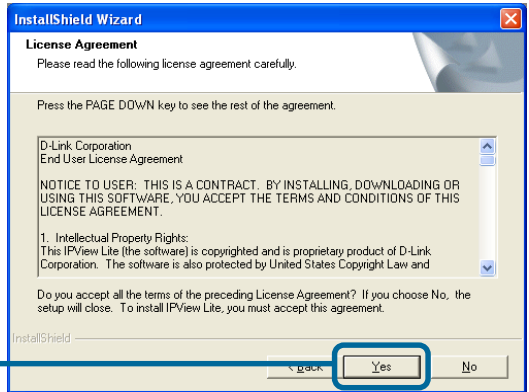 InstallShield Wizard
License Agreement
Please read the following license agreement carefully.
Press the PAGE DOWN key to see the rest of the agreement.
D-Link Corporation
End User License Agreement
NOTICE TO USER: THIS IS A CONTRACT. BY INSTALLING, DOWNLOADING OR
USING THIS SOFTWARE, YOU ACCEPT THE TERMS AND CONDITIONS OF THIS
LICENSE AGREEMENT.
1. Intellectual Property Rights:
This IPView Lite (the software) is copyrighted and is proprietary product of D-Link
Corporation. The software is also protected by United States Copyright Law and
Do you accept all the terms of the preceding License Agreement? If you choose No, the
setup will close. To install IPView Lite, you must accept this agreement.
InstallShield
< Back Yes No